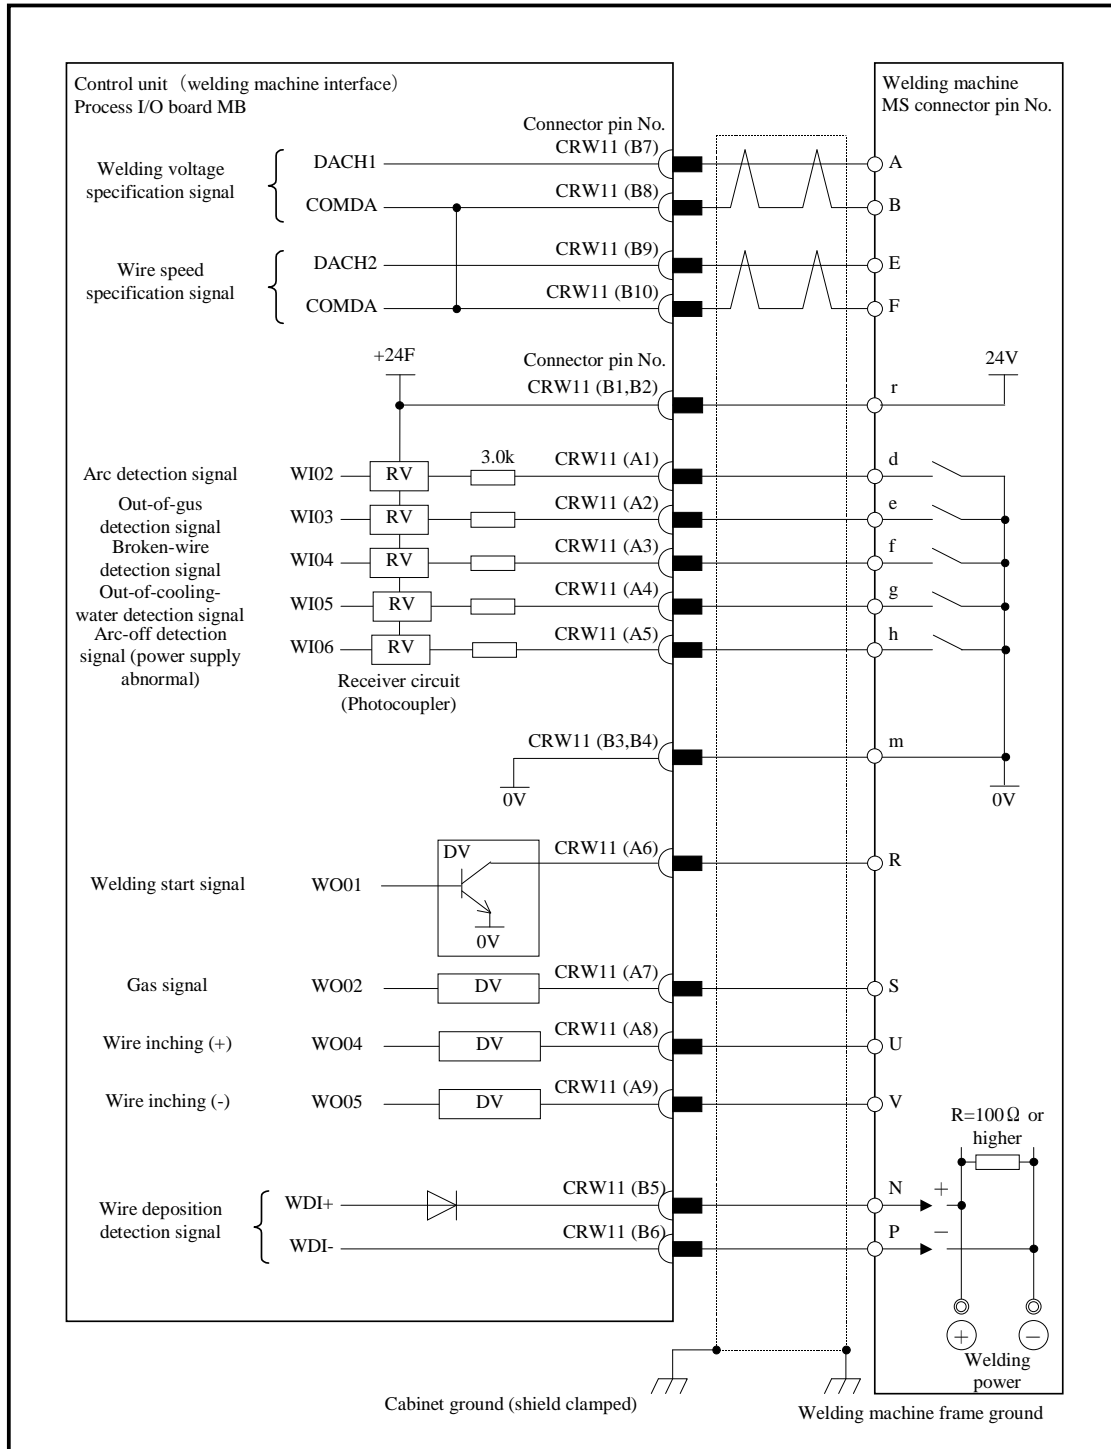 Control unit（welding machine interface）
Process I/O board MB
Welding machine
MS connector pin No.
Connector pin No.
Welding voltage
specification signal
DACH1
CRW11 (B7)
A
COMDA
CRW11 (B8)
B
Wire speed
specification signal
DACH2
CRW11 (B9)
E
COMDA
CRW11 (B10)
F
+24F
Connector pin No.
24V
CRW11 (B1,B2)
r
Arc detection signal
WI02
RV
3.0k
CRW11 (A1)
d
Out-of-gus
detection signal
WI03
RV
CRW11 (A2)
e
Broken-wire
detection signal
WI04
RV
CRW11 (A3)
f
Out-of-cooling-
water detection signal
WI05
RV
CRW11 (A4)
g
Arc-off detection
signal (power supply
abnormal)
WI06
RV
CRW11 (A5)
h
Receiver circuit
(Photocoupler)
CRW11 (B3,B4)
m
0V
0V
Welding start signal
WO01
DV
0V
CRW11 (A6)
R
Gas signal
WO02
DV
CRW11 (A7)
S
Wire inching (+)
WO04
DV
CRW11 (A8)
U
Wire inching (-)
WO05
DV
CRW11 (A9)
V
R=100Ω or
higher
Wire deposition
detection signal
WDI+
CRW11 (B5)
N
+
WDI-
CRW11 (B6)
P
−
+
−
Welding
power
Cabinet ground (shield clamped)
Welding machine frame ground